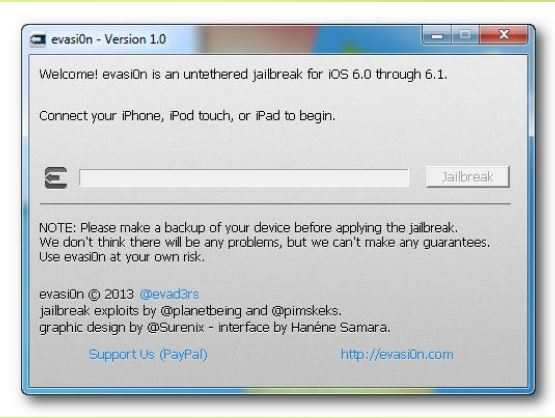 evasi0n - Version 1.0
Welcome! evasi0n is an untethered jailbreak for iOS 6.0 through 6.1.
Connect your iPhone, iPod touch, or iPad to begin.
Jailbreak
NOTE: Please make a backup of your device before applying the jailbreak.
We don't think there will be any problems, but we can't make any guarantees.
Use evasi0n at your own risk.
evasi0n © 2013 @evad3rs
jailbreak exploits by @planetbeing and @pimskeks.
graphic design by @Surenix - interface by Hanéne Samara.
Support Us (PayPal) http://evasi0n.com